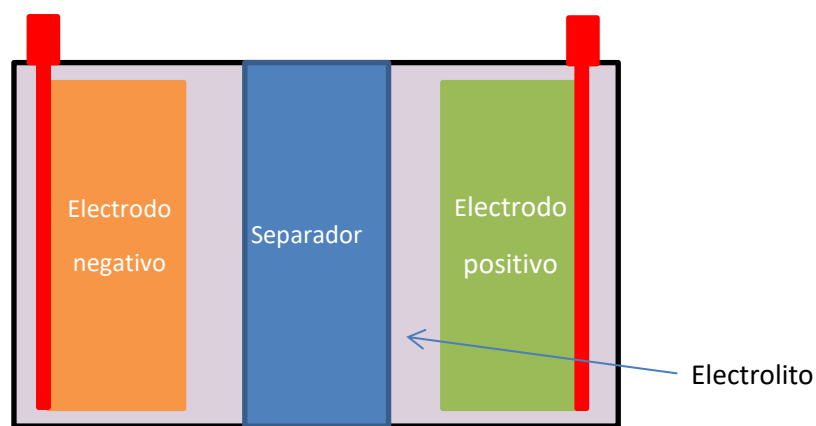 Electrodo
negativo
Separador
Electrodo
positivo
Electrolito